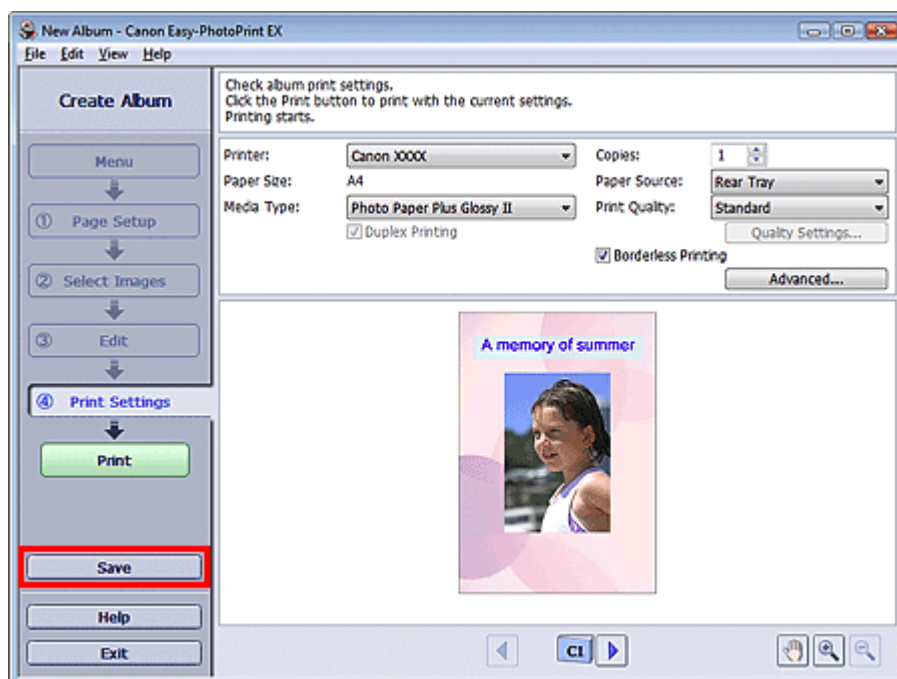 New Album - Canon Easy-PhotoPrint EX
File Edit View Help
Create Album
Menu
① Page Setup
② Select Images
③ Edit
④ Print Settings
Print
Save
Help
Exit
Check album print settings.
Click the Print button to print with the current settings.
Printing starts.
Printer: Canon XXXX Copies: 1
Paper Size: A4 Paper Source: Rear Tray
Media Type: Photo Paper Plus Glossy II Print Quality: Standard
Duplex Printing Quality Settings...
Borderless Printing
Advanced...
A memory of summer
C1